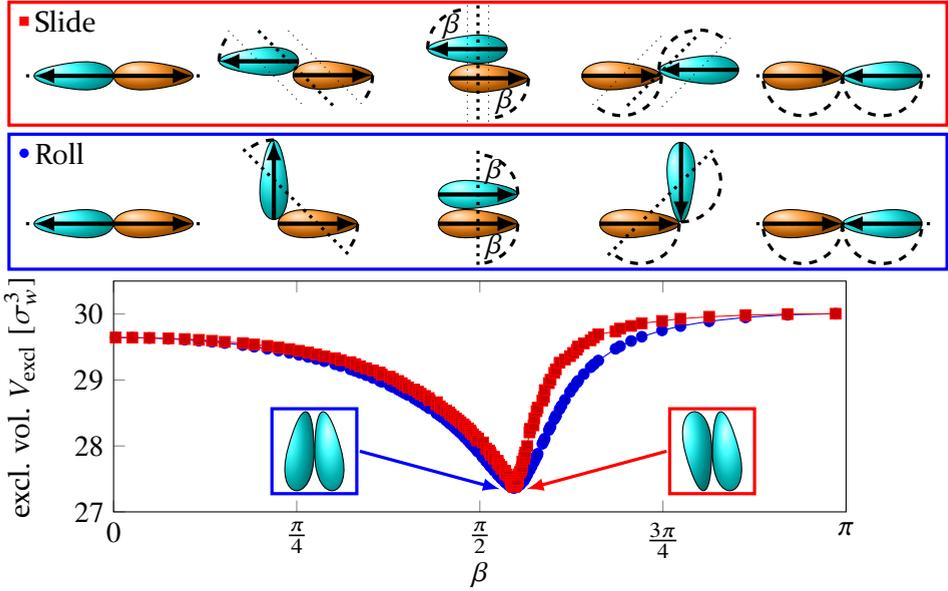 Slide
β
β
Roll
β
β
excl. vol. V_excl [σ_w^3]
30
29
28
27
0
π/4
π/2
3π/4
π
β